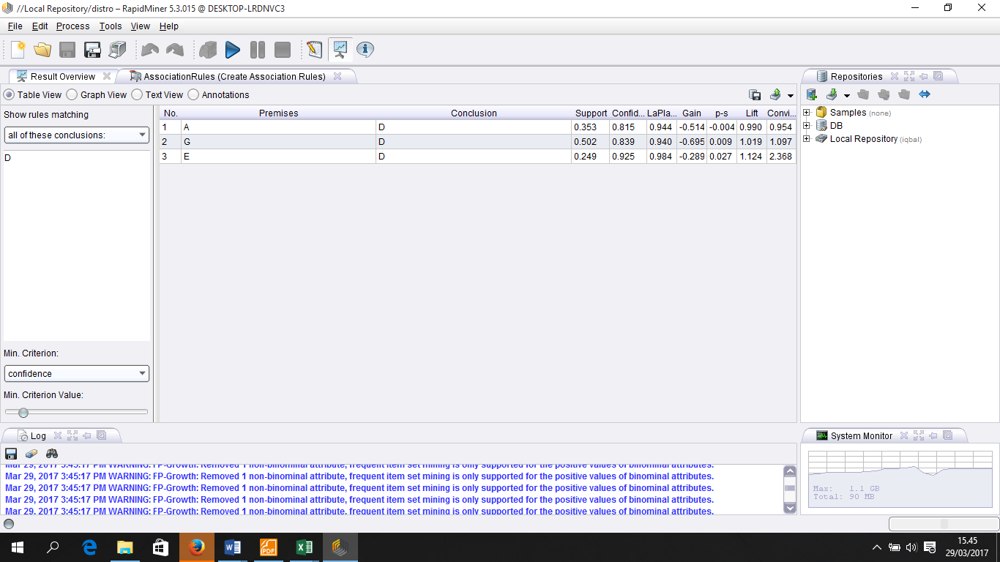 //Local Repository/distro – RapidMiner 5.3.015 @ DESKTOP-LRDNVC3
File Edit Process Tools View Help
Result Overview AssociationRules (Create Association Rules)
Table View Graph View Text View Annotations
Show rules matching
all of these conclusions:
D
Min. Criterion:
confidence
Min. Criterion Value:
No. Premises Conclusion Support Confid... LaPla... Gain p-s Lift Convi...
1 A D 0.353 0.815 0.944 -0.514 -0.004 0.990 0.954
2 G D 0.502 0.839 0.940 -0.695 0.009 1.019 1.097
3 E D 0.249 0.925 0.984 -0.289 0.027 1.124 2.368
Repositories
Samples (none)
DB
Local Repository (iqbal)
Log
Mar 29, 2017 3:45:17 PM WARNING: FP-Growth: Removed 1 non-binominal attribute, frequent item set mining is only supported for the positive values of binominal attributes.
Mar 29, 2017 3:45:17 PM WARNING: FP-Growth: Removed 1 non-binominal attribute, frequent item set mining is only supported for the positive values of binominal attributes.
Mar 29, 2017 3:45:17 PM WARNING: FP-Growth: Removed 1 non-binominal attribute, frequent item set mining is only supported for the positive values of binominal attributes.
Mar 29, 2017 3:45:17 PM WARNING: FP-Growth: Removed 1 non-binominal attribute, frequent item set mining is only supported for the positive values of binominal attributes.
Mar 29, 2017 3:45:17 PM WARNING: FP-Growth: Removed 1 non-binominal attribute, frequent item set mining is only supported for the positive values of binominal attributes.
System Monitor
Max: 1.1 GB
Total: 90 MB
PDF
15.45
29/03/2017